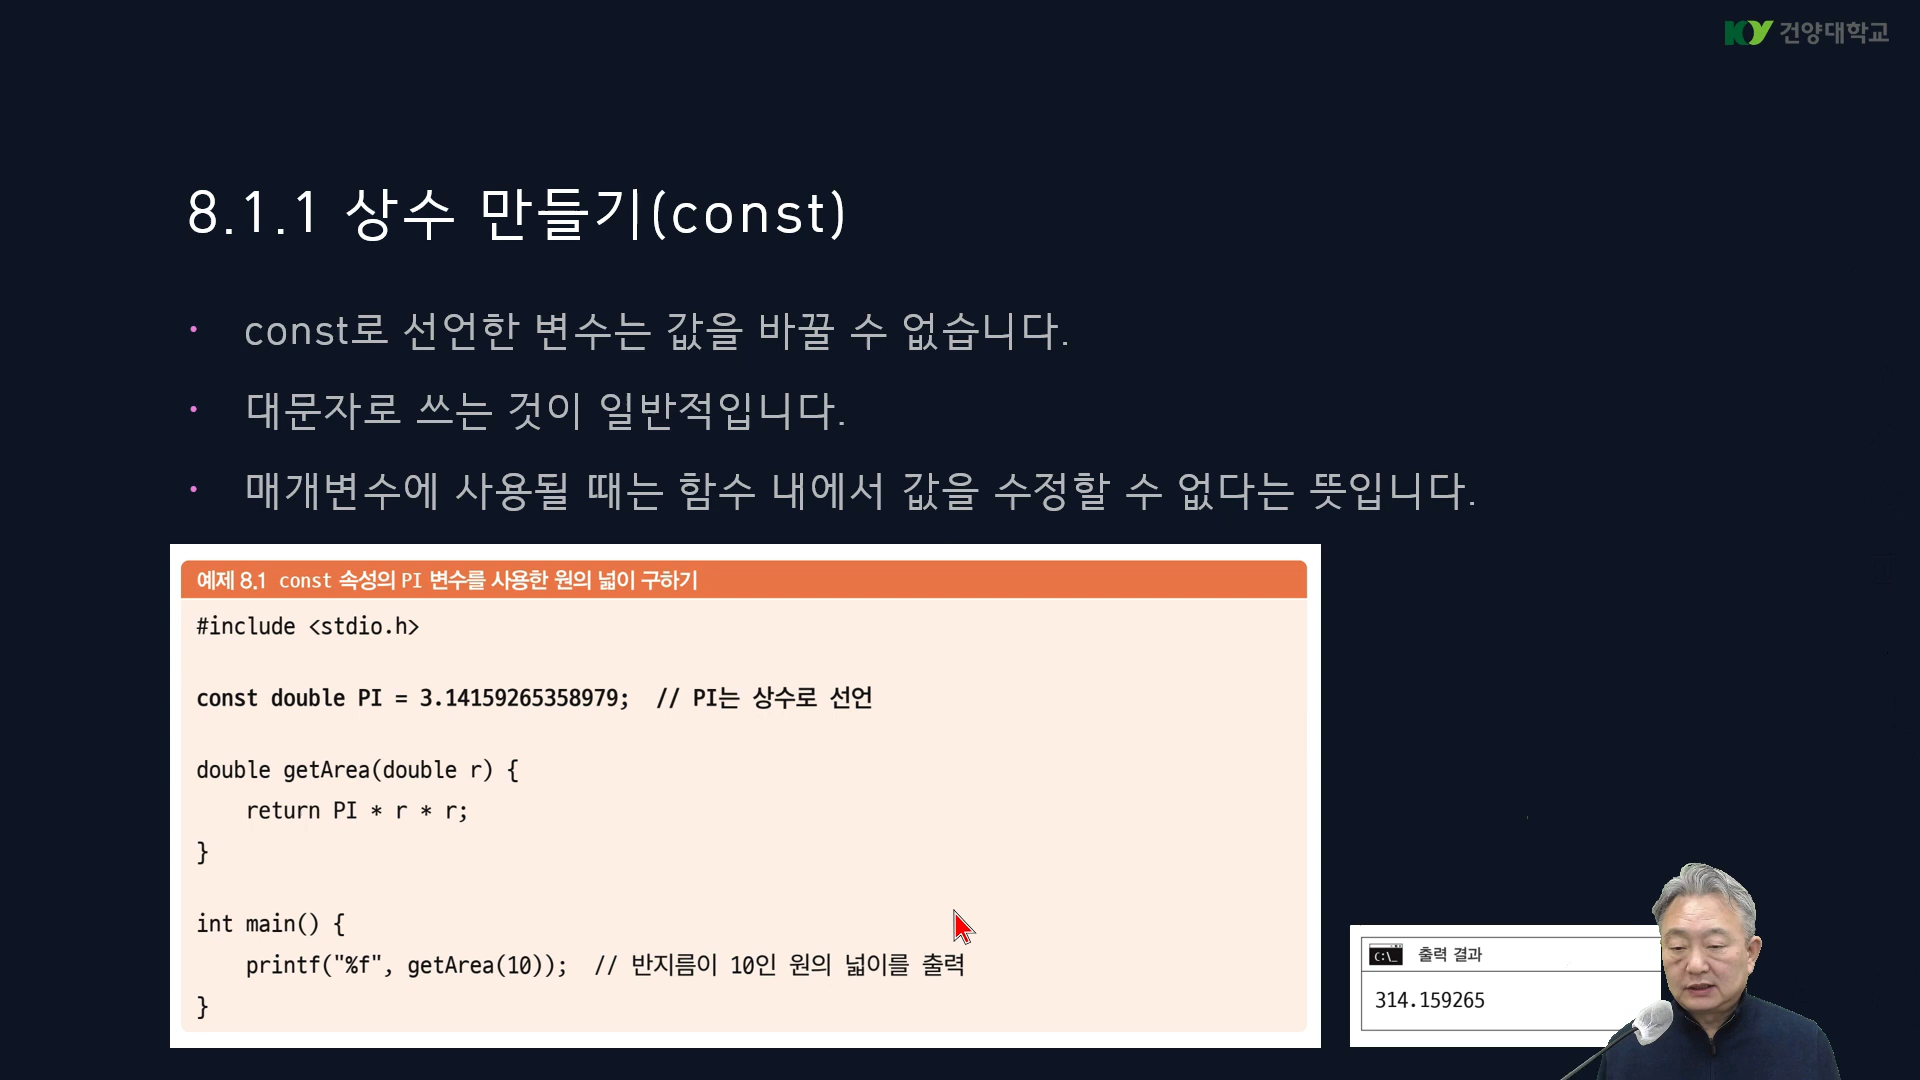 KY 건양대학교
8.1.1 상수 만들기(const)
• const로 선언한 변수는 값을 바꿀 수 없습니다.
• 대문자로 쓰는 것이 일반적입니다.
• 매개변수에 사용될 때는 함수 내에서 값을 수정할 수 없다는 뜻입니다.
예제 8.1 const 속성의 PI 변수를 사용한 원의 넓이 구하기
#include <stdio.h>
const double PI = 3.14159265358979; // PI는 상수로 선언
double getArea(double r) {
return PI * r * r;
}
int main() {
printf("%f", getArea(10)); // 반지름이 10인 원의 넓이를 출력
}
C:\_ 출력 결과
314.159265